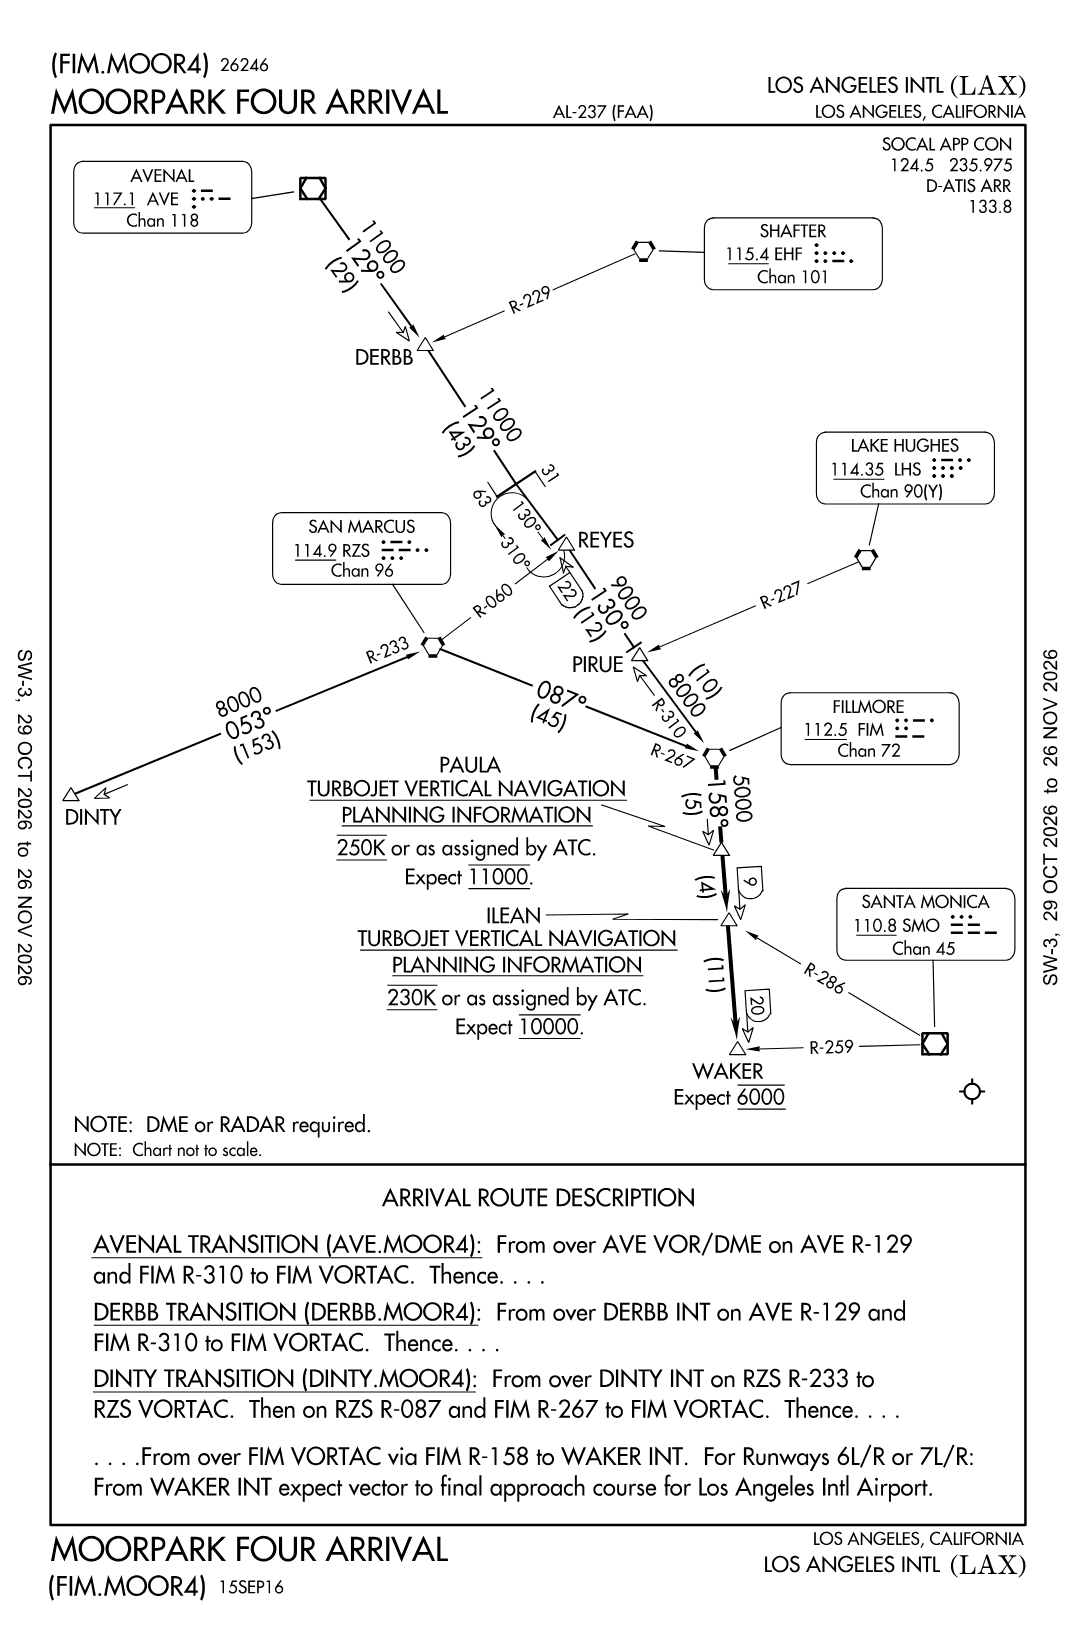 (FIM.MOOR4) 26246
MOORPARK FOUR ARRIVAL
AL-237 (FAA)
LOS ANGELES INTL (LAX)
LOS ANGELES, CALIFORNIA
SOCAL APP CON
124.5 235.975
D-ATIS ARR
133.8
AVENAL
117.1 AVE
Chan 118
11000
129°
(29)
SHAFTER
115.4 EHF
Chan 101
R-229
DERBB
11000
129°
(43)
LAKE HUGHES
114.35 LHS
Chan 90(Y)
31
63
130°
310°
REYES
22
SAN MARCUS
114.9 RZS
Chan 96
R-060
9000
130°
(12)
R-227
R-233
PIRUE
8000
053°
(153)
087°
(45)
(10)
8000
R-310
R-267
FILLMORE
112.5 FIM
Chan 72
DINTY
5000
158°
(5)
PAULA
TURBOJET VERTICAL NAVIGATION
PLANNING INFORMATION
250K or as assigned by ATC.
Expect 11000.
(4)
9
ILEAN
TURBOJET VERTICAL NAVIGATION
PLANNING INFORMATION
230K or as assigned by ATC.
Expect 10000.
(11)
20
SANTA MONICA
110.8 SMO
Chan 45
R-286
R-259
WAKER
Expect 6000
NOTE: DME or RADAR required.
NOTE: Chart not to scale.
SW-3, 29 OCT 2026 to 26 NOV 2026
SW-3, 29 OCT 2026 to 26 NOV 2026
ARRIVAL ROUTE DESCRIPTION
AVENAL TRANSITION (AVE.MOOR4): From over AVE VOR/DME on AVE R-129
and FIM R-310 to FIM VORTAC. Thence. . . .
DERBB TRANSITION (DERBB.MOOR4): From over DERBB INT on AVE R-129 and
FIM R-310 to FIM VORTAC. Thence. . . .
DINTY TRANSITION (DINTY.MOOR4): From over DINTY INT on RZS R-233 to
RZS VORTAC. Then on RZS R-087 and FIM R-267 to FIM VORTAC. Thence. . . .
. . . .From over FIM VORTAC via FIM R-158 to WAKER INT. For Runways 6L/R or 7L/R:
From WAKER INT expect vector to final approach course for Los Angeles Intl Airport.
MOORPARK FOUR ARRIVAL
(FIM.MOOR4) 15SEP16
LOS ANGELES, CALIFORNIA
LOS ANGELES INTL (LAX)